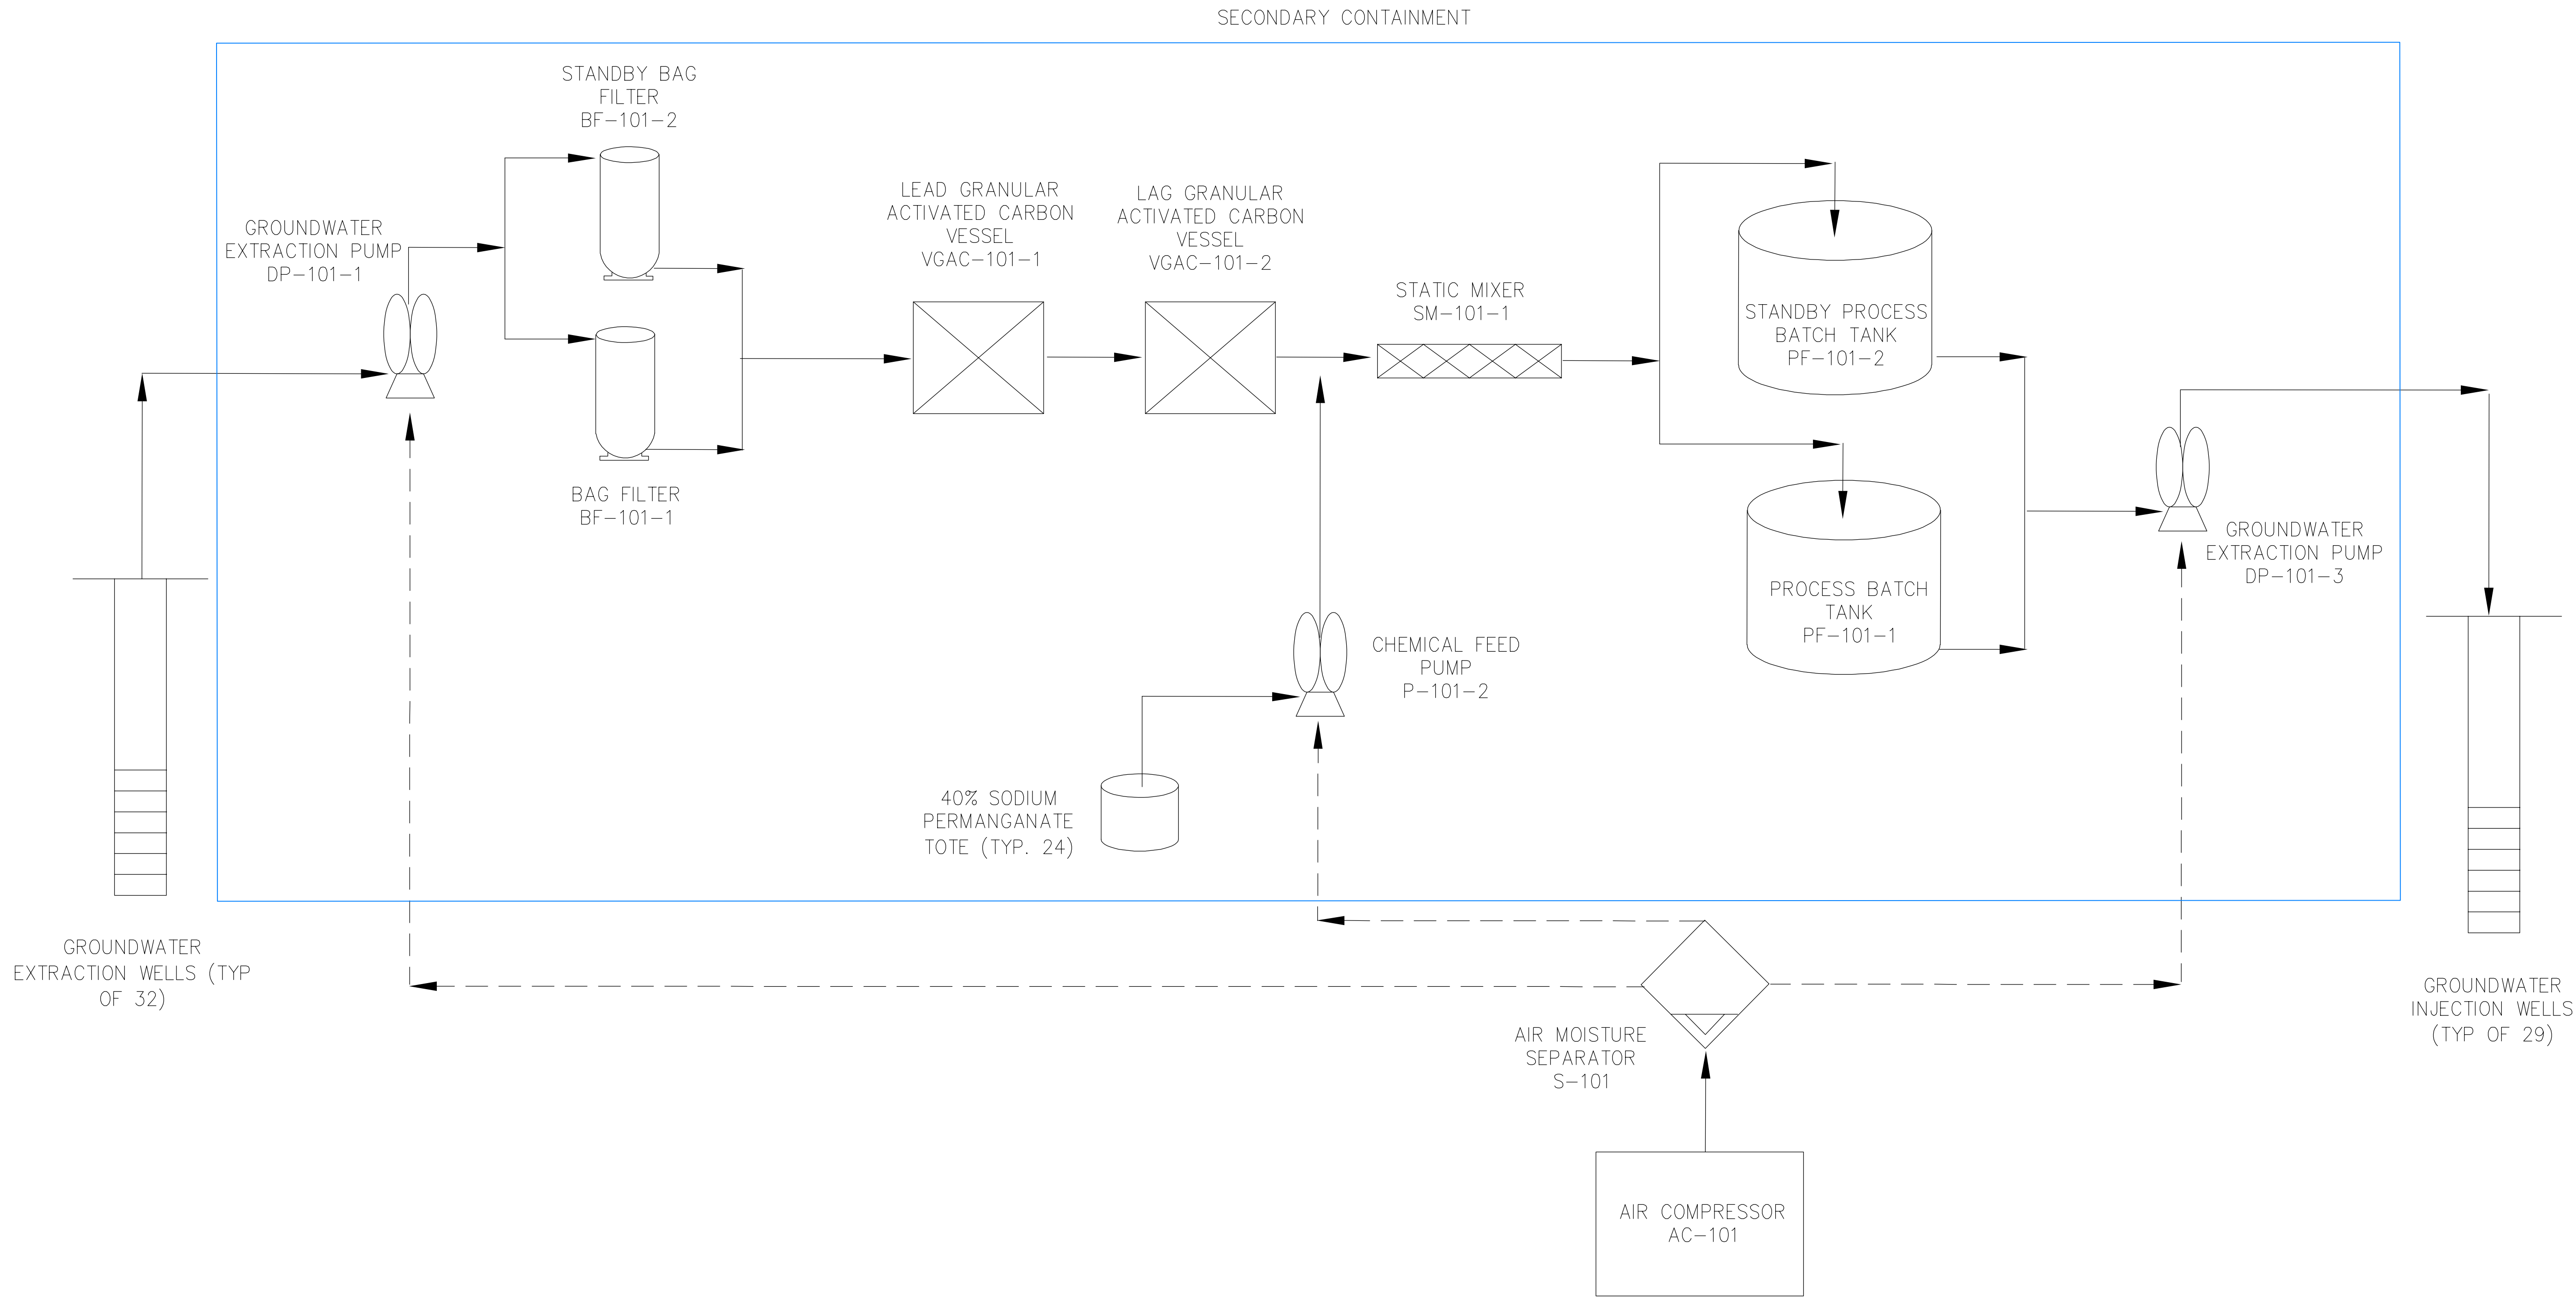 SECONDARY CONTAINMENT
STANDBY BAG
FILTER
BF-101-2
GROUNDWATER
EXTRACTION PUMP
DP-101-1
LEAD GRANULAR
ACTIVATED CARBON
VESSEL
VGAC-101-1
LAG GRANULAR
ACTIVATED CARBON
VESSEL
VGAC-101-2
STATIC MIXER
SM-101-1
STANDBY PROCESS
BATCH TANK
PF-101-2
BAG FILTER
BF-101-1
PROCESS BATCH
TANK
PF-101-1
GROUNDWATER
EXTRACTION PUMP
DP-101-3
CHEMICAL FEED
PUMP
P-101-2
40% SODIUM
PERMANGANATE
TOTE (TYP. 24)
GROUNDWATER
EXTRACTION WELLS (TYP
OF 32)
GROUNDWATER
INJECTION WELLS
(TYP OF 29)
AIR MOISTURE
SEPARATOR
S-101
AIR COMPRESSOR
AC-101